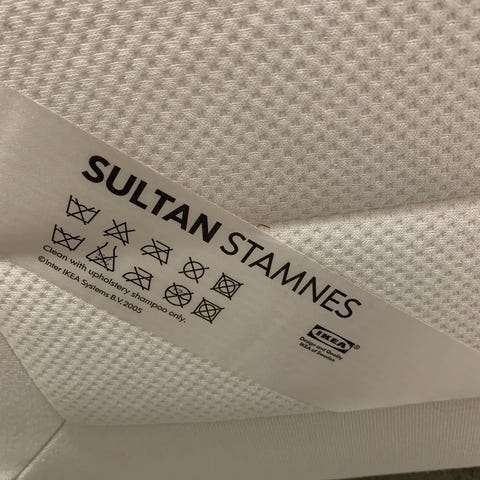 SULTAN STAMNES
Clean with upholstery shampoo only.
©Inter IKEA Systems B.V. 2005
IKEA®
Design and Quality
IKEA of Sweden